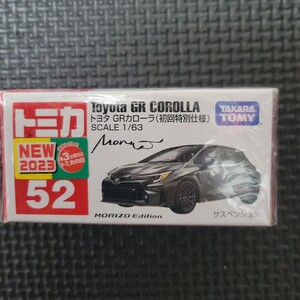 トミカ
Toyota GR COROLLA
トヨタ GRカローラ(初回特別仕様)
SCALE 1/63
TAKARA TOMY
NEW
2023
52
MORIZO Edition
サスペンション